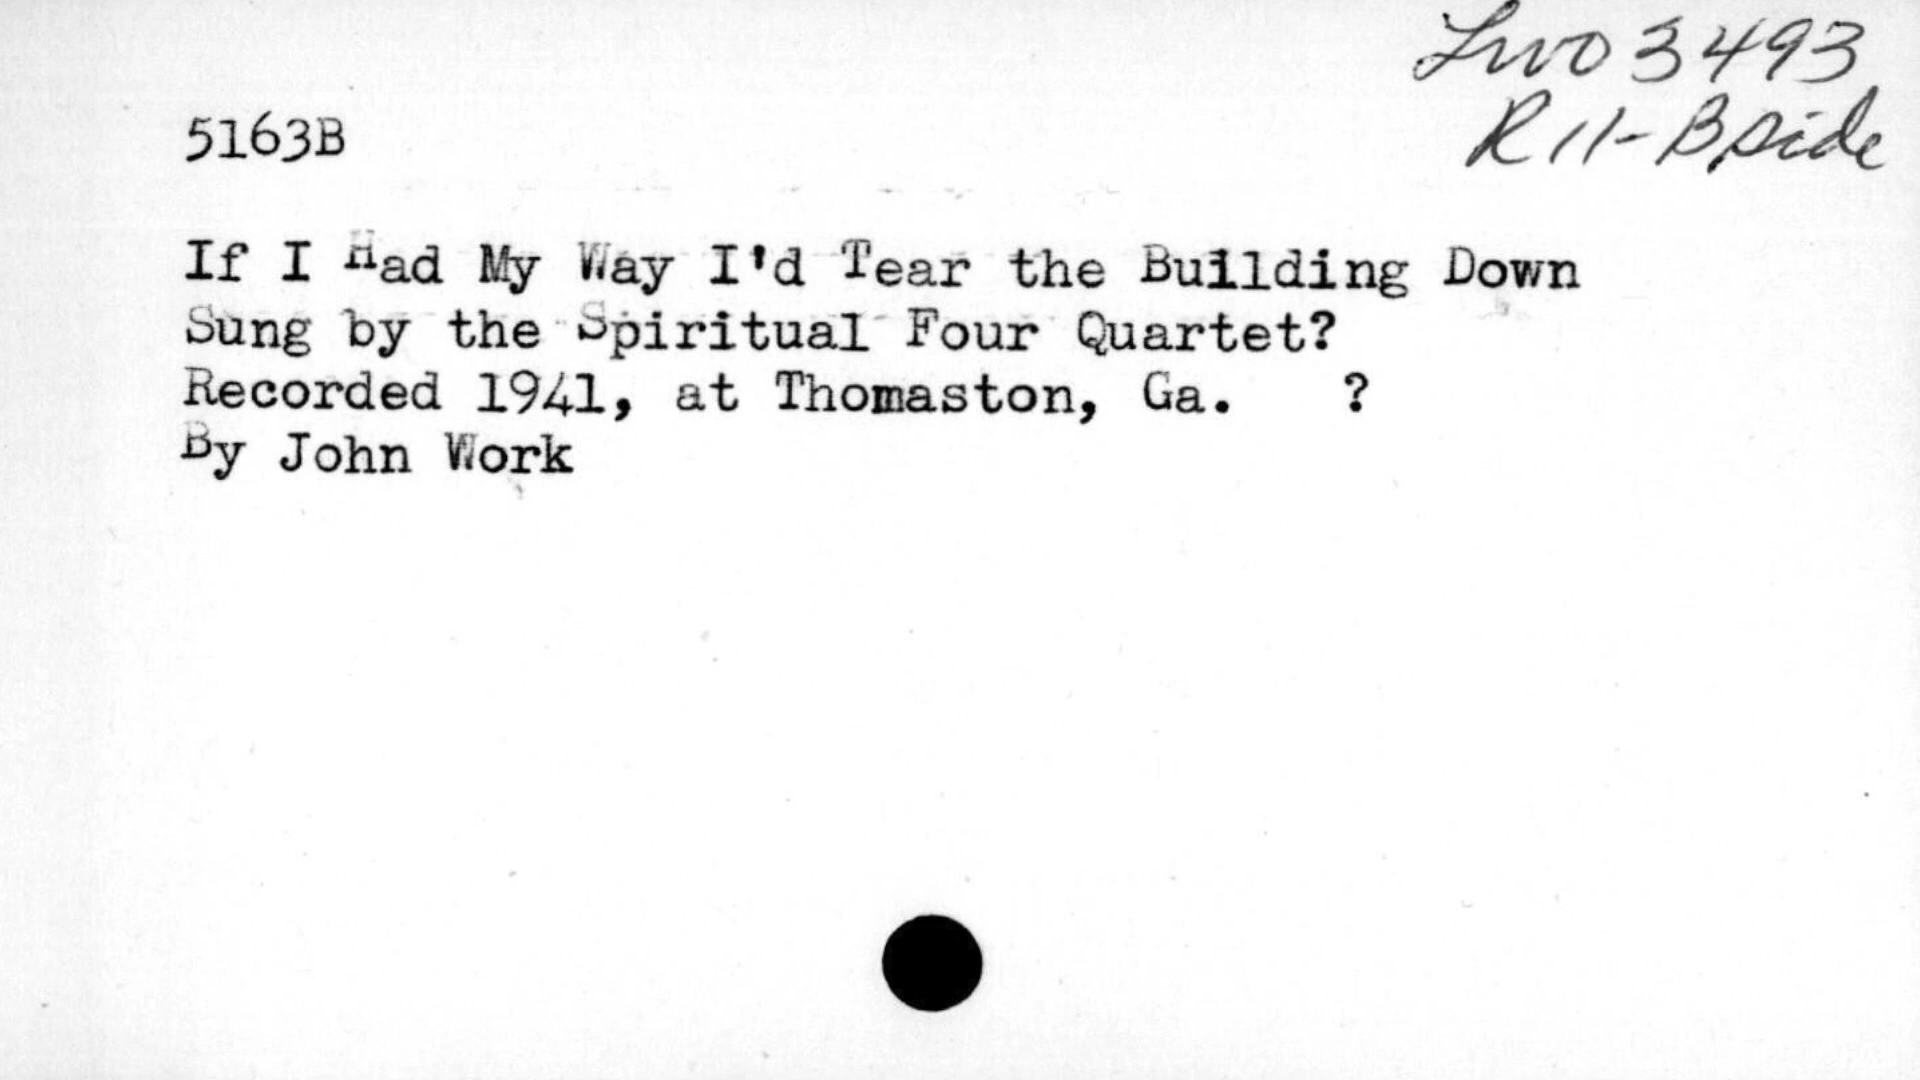 Lwo 3493
R 11- B side
5163B
If I Had My Way I'd Tear the Building Down
Sung by the Spiritual Four Quartet?
Recorded 1941, at Thomaston, Ga. ?
By John Work